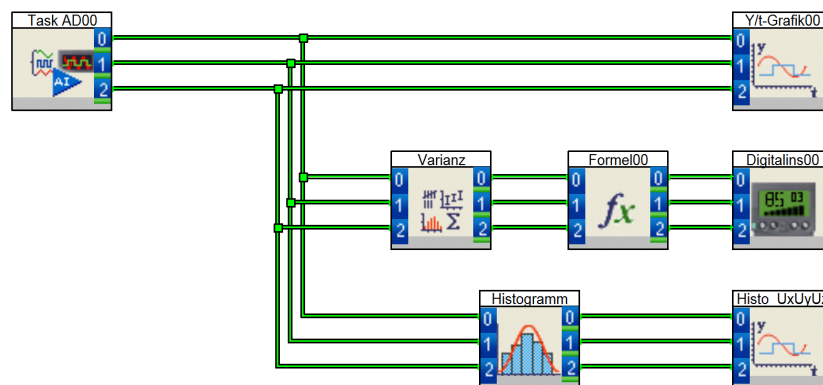 Task AD00
Y/t-Grafik00
0
1
2
AI
0
1
2
y
t
Varianz
Formel00
Digitalins00
0
1
2
Σ
0
1
2
0
1
2
fx
0
1
2
0
1
2
85 03
Histogramm
Histo_UxUyUz
0
1
2
0
1
2
0
1
2
y
t